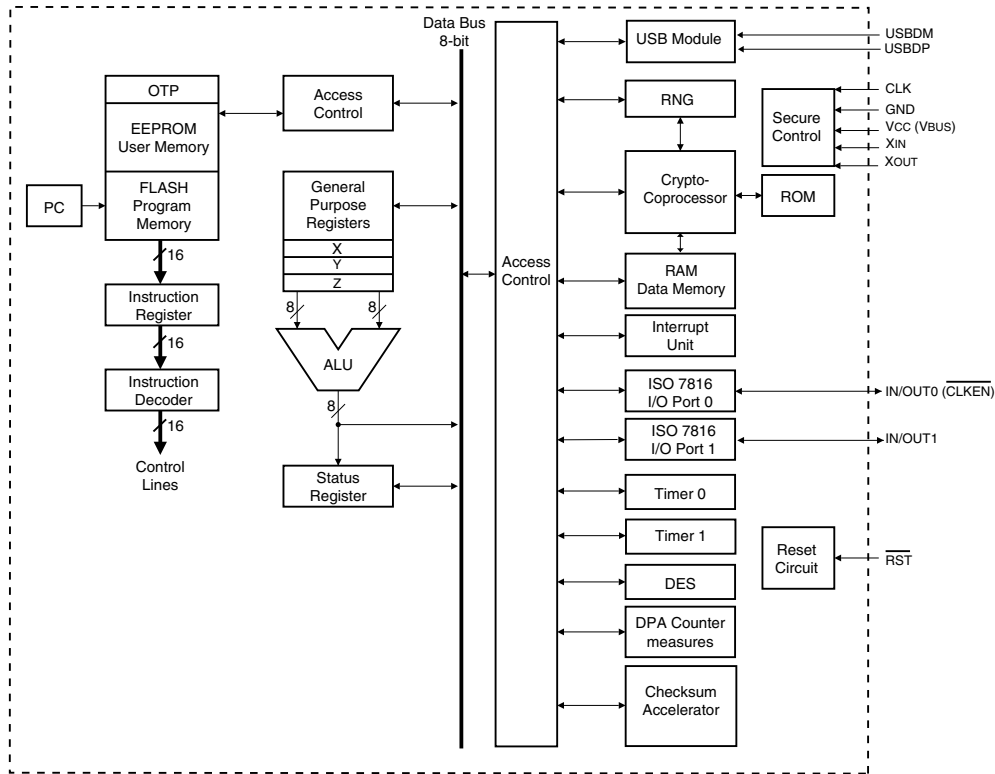 Data Bus
8-bit
OTP
EEPROM
User Memory
FLASH
Program
Memory
PC
16
Instruction
Register
16
Instruction
Decoder
16
Control
Lines
Access
Control
General
Purpose
Registers
X
Y
Z
8
8
ALU
8
Status
Register
Access
Control
USB Module
RNG
Crypto-
Coprocessor
ROM
RAM
Data Memory
Interrupt
Unit
ISO 7816
I/O Port 0
ISO 7816
I/O Port 1
Timer 0
Timer 1
DES
DPA Counter
measures
Checksum
Accelerator
Secure
Control
Reset
Circuit
USBDM
USBDP
CLK
GND
VCC (VBUS)
XIN
XOUT
IN/OUT0 (CLKEN)
IN/OUT1
RST